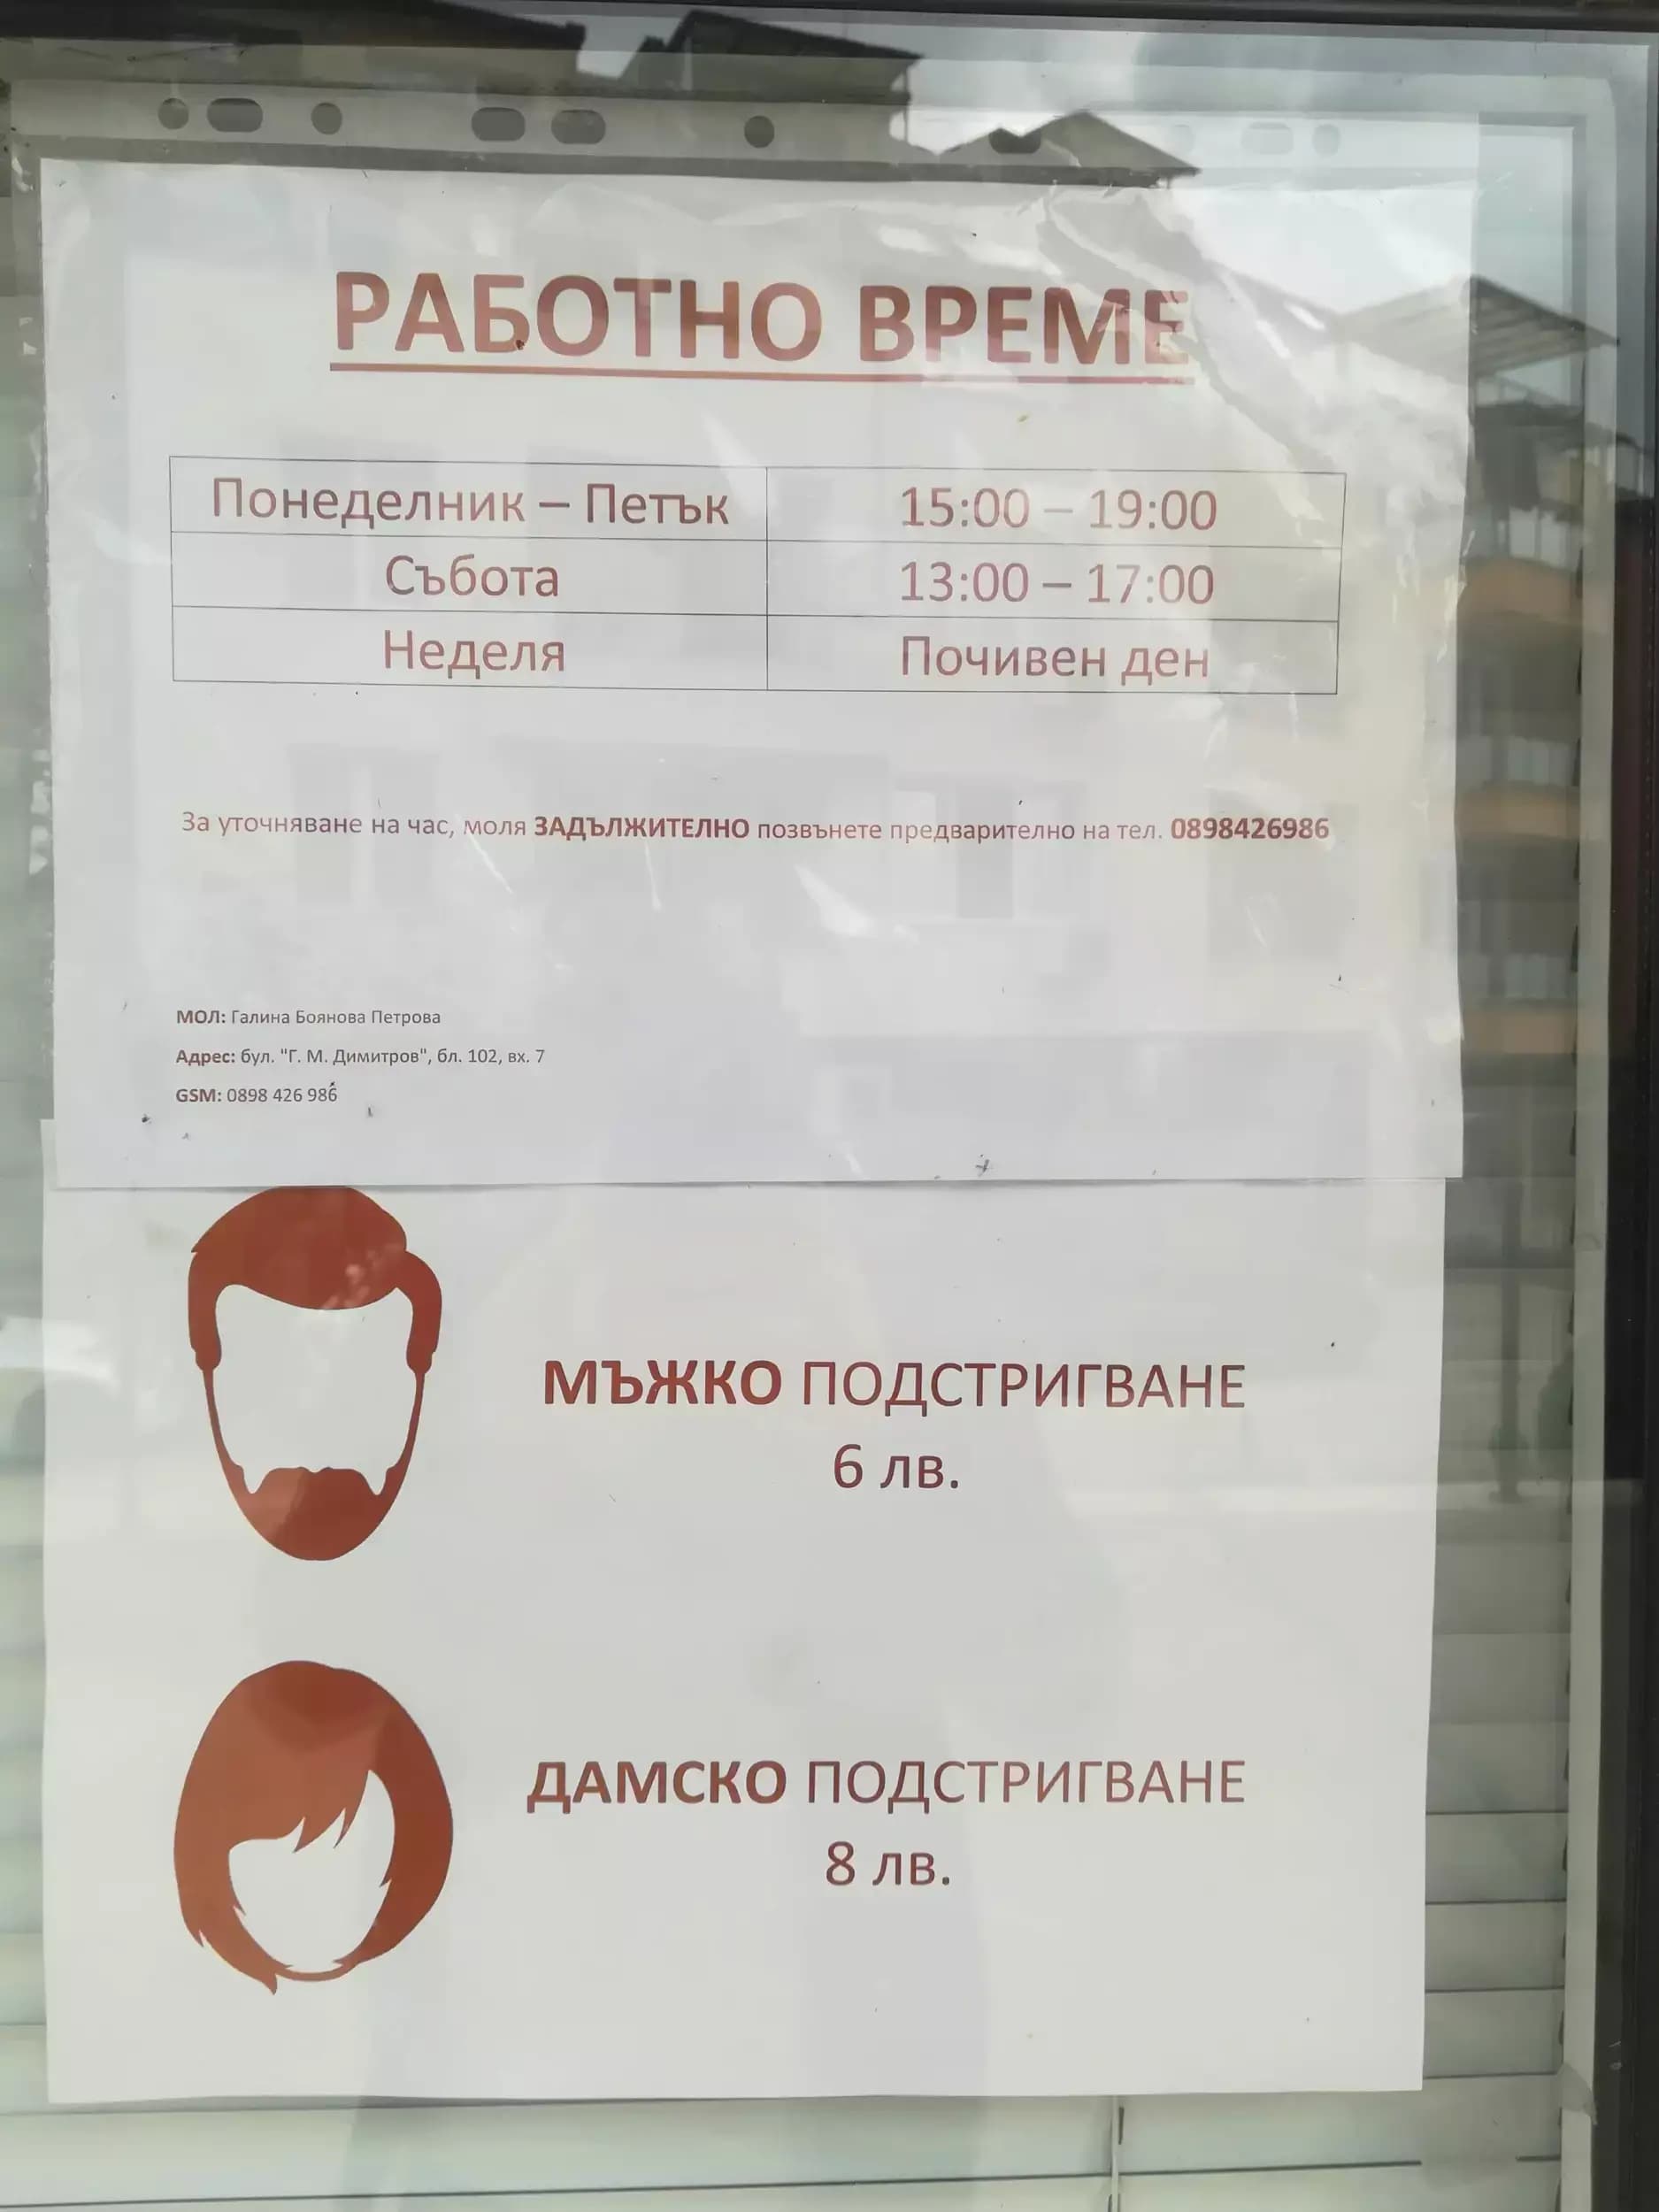 РАБОТНО ВРЕМЕ
Понеделник – Петък 15:00 – 19:00
Събота 13:00 – 17:00
Неделя Почивен ден
За уточняване на час, моля ЗАДЪЛЖИТЕЛНО позвънете предварително на тел. 0898426986
МОЛ: Галина Боянова Петрова
Адрес: бул. "Г. М. Димитров", бл. 102, вх. 7
GSM: 0898 426 986
МЪЖКО ПОДСТРИГВАНЕ
6 лв.
ДАМСКО ПОДСТРИГВАНЕ
8 лв.